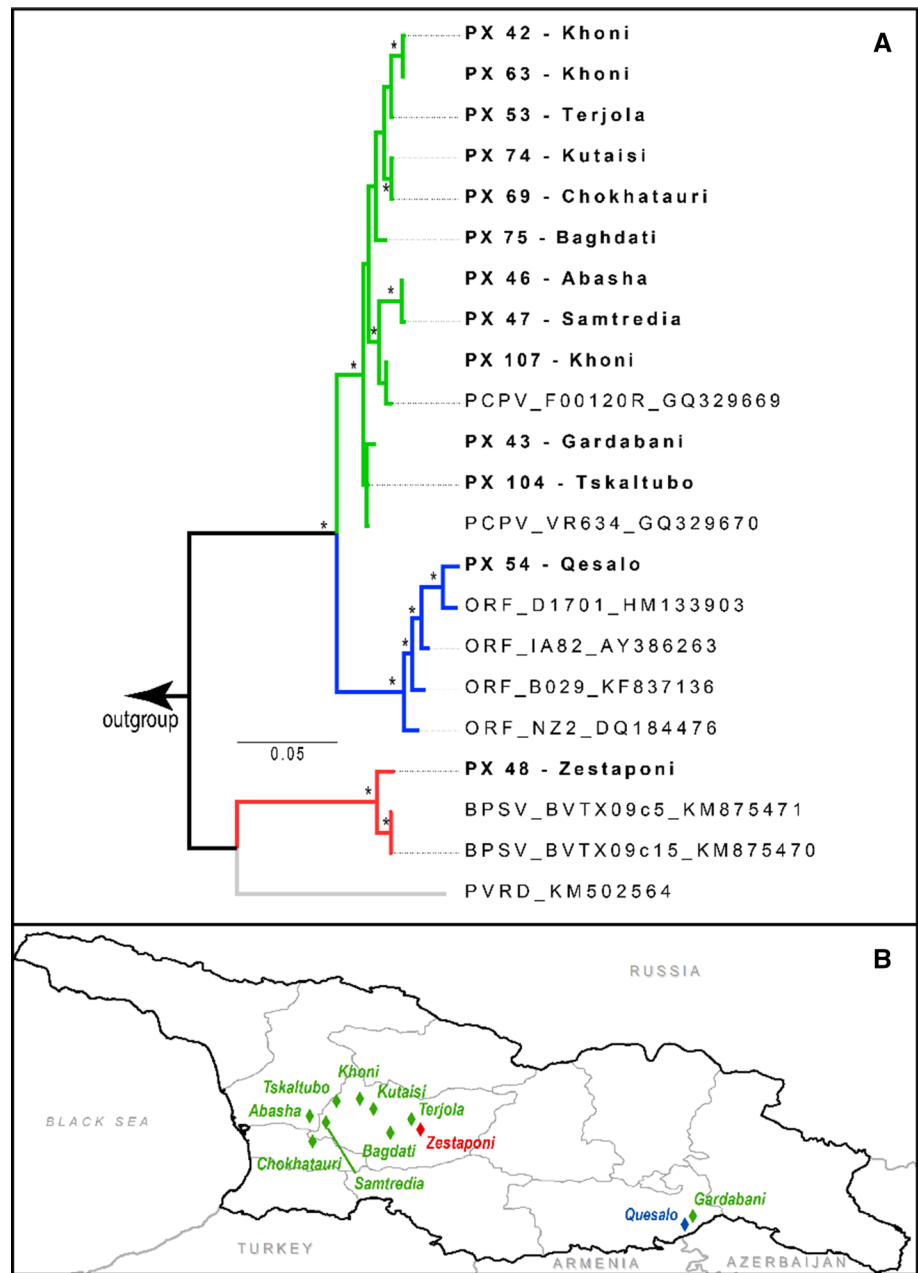 A
PX 42 - Khoni
PX 63 - Khoni
PX 53 - Terjola
PX 74 - Kutaisi
PX 69 - Chokhatauri
PX 75 - Baghdati
PX 46 - Abasha
PX 47 - Samtredia
PX 107 - Khoni
PCPV_F00120R_GQ329669
PX 43 - Gardabani
PX 104 - Tskaltubo
PCPV_VR634_GQ329670
PX 54 - Qesalo
ORF_D1701_HM133903
ORF_IA82_AY386263
ORF_B029_KF837136
ORF_NZ2_DQ184476
PX 48 - Zestaponi
BPSV_BVTX09c5_KM875471
BPSV_BVTX09c15_KM875470
PVRD_KM502564
outgroup
0.05
* * * * * * * * * * * * *
B
RUSSIA
BLACK SEA
Khoni
Tskaltubo
Kutaisi
Abasha
Terjola
Zestaponi
Bagdati
Chokhatauri
Samtredia
Gardabani
Quesalo
TURKEY
ARMENIA
AZERBAIJAN